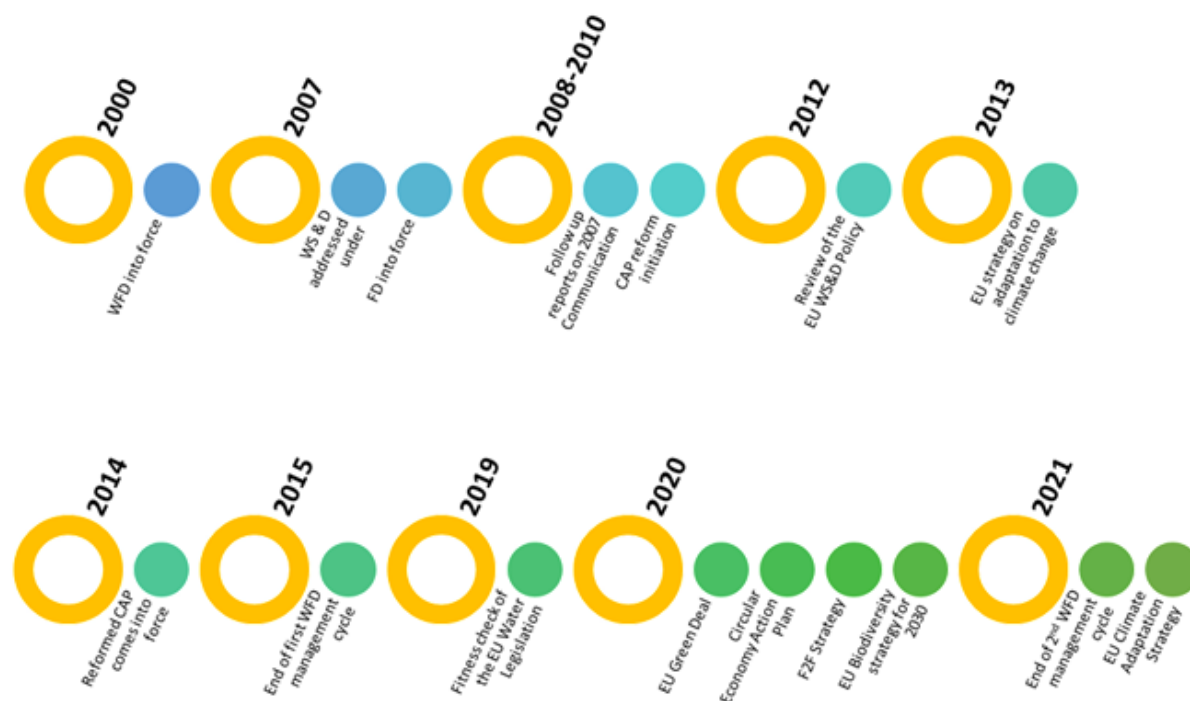 2000
WFD into force
2007
WS & D
addressed
under
FD into force
2008-2010
Follow up
reports on 2007
Communication
CAP reform
initiation
2012
Review of the
EU WS&D Policy
2013
EU strategy on
adaptation to
climate change
2014
Reformed CAP
comes into
force
2015
End of first WFD
management
cycle
2019
Fitness check of
the EU Water
Legislation
2020
EU Green Deal
Circular
Economy Action
Plan
F2F Strategy
EU Biodiversity
strategy for
2030
2021
End of 2nd WFD
management
cycle
EU Climate
Adaptation
Strategy